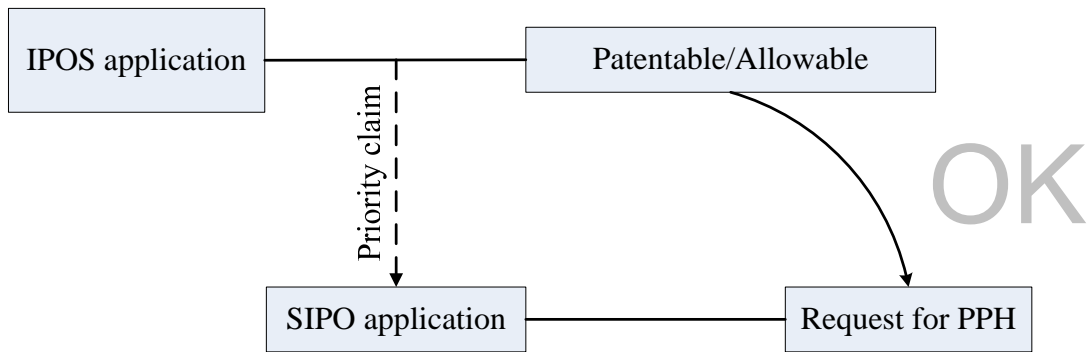 IPOS application
Patentable/Allowable
Priority claim
OK
SIPO application
Request for PPH